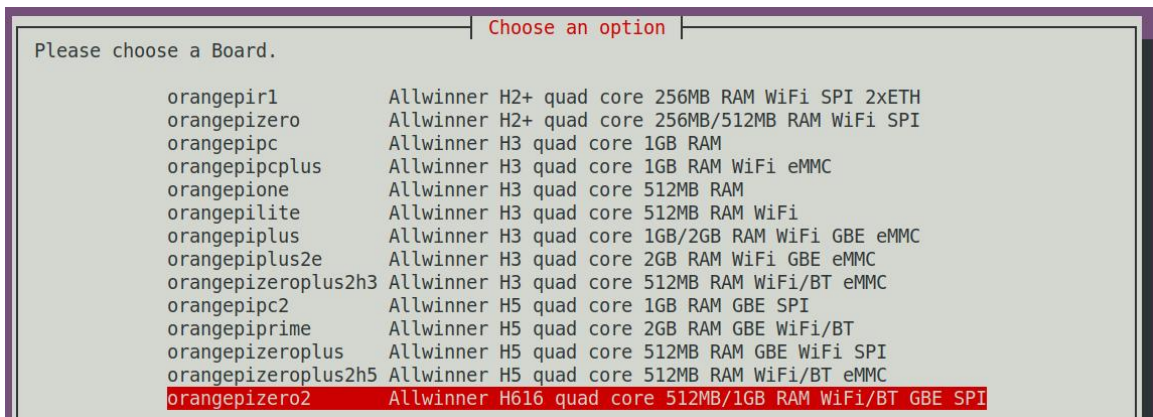 Choose an option
Please choose a Board.
orangepir1 Allwinner H2+ quad core 256MB RAM WiFi SPI 2xETH
orangepizero Allwinner H2+ quad core 256MB/512MB RAM WiFi SPI
orangepipc Allwinner H3 quad core 1GB RAM
orangepipcplus Allwinner H3 quad core 1GB RAM WiFi eMMC
orangepione Allwinner H3 quad core 512MB RAM
orangepilite Allwinner H3 quad core 512MB RAM WiFi
orangepiplus Allwinner H3 quad core 1GB/2GB RAM WiFi GBE eMMC
orangepiplus2e Allwinner H3 quad core 2GB RAM WiFi GBE eMMC
orangepizeroplus2h3 Allwinner H3 quad core 512MB RAM WiFi/BT eMMC
orangepipc2 Allwinner H5 quad core 1GB RAM GBE SPI
orangepiprime Allwinner H5 quad core 2GB RAM GBE WiFi/BT
orangepizeroplus Allwinner H5 quad core 512MB RAM GBE WiFi SPI
orangepizeroplus2h5 Allwinner H5 quad core 512MB RAM WiFi/BT eMMC
orangepizero2 Allwinner H616 quad core 512MB/1GB RAM WiFi/BT GBE SPI